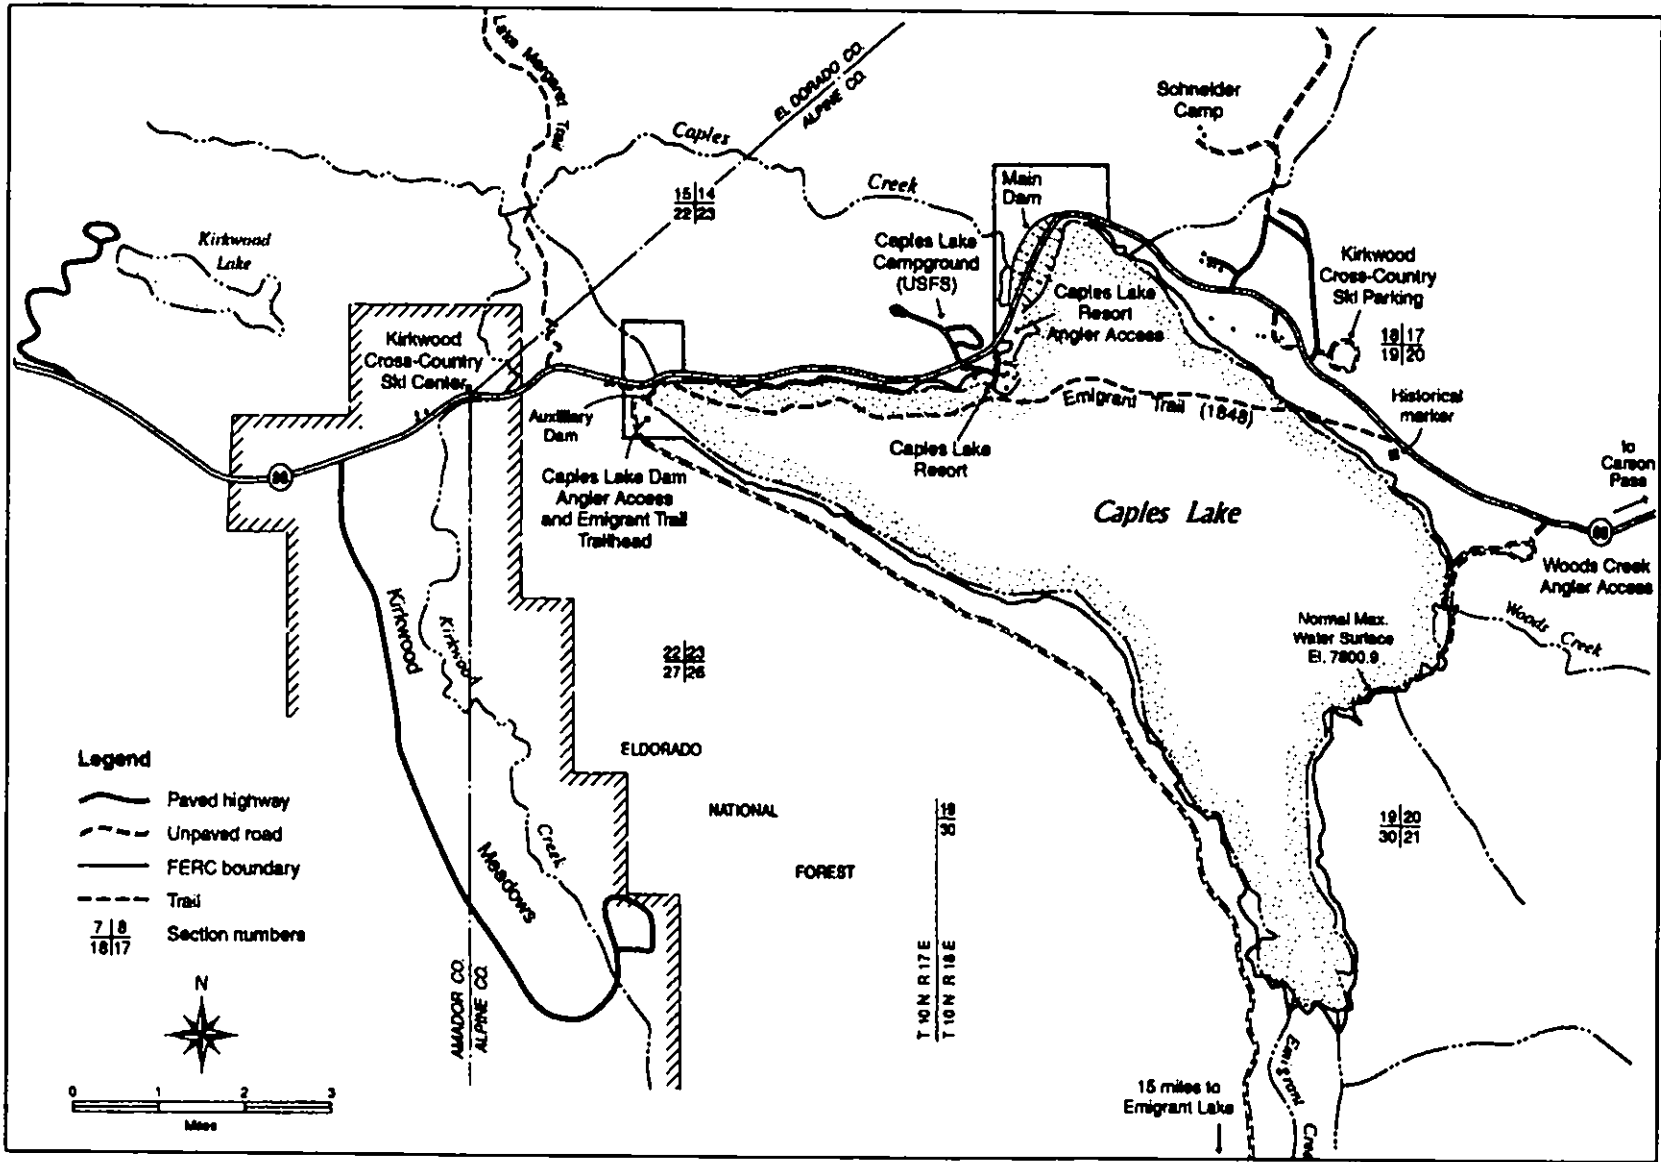 Lake Margaret Trail
EL DORADO CO.
ALPINE CO.
Caples
Creek
Schneider
Camp
15|14
22|23
Main
Dam
Kirkwood
Lake
Caples Lake
Campground
(USFS)
Kirkwood
Cross-Country
Ski Parking
Caples Lake
Resort
Angler Access
18|17
19|20
Kirkwood
Cross-Country
Ski Center
Emigrant Trail (1848)
Historical
marker
Auxiliary
Dam
Caples Lake
Resort
to
Carson
Pass
88
Caples Lake Dam
Angler Access
and Emigrant Trail
Trailhead
Caples Lake
88
Woods Creek
Angler Access
Kirkwood
Kirkwood
Woods Creek
Normal Max.
Water Surface
El. 7800.9
22|23
27|26
ELDORADO
Legend
Paved highway
Unpaved road
FERC boundary
Trail
7|8
18|17
Section numbers
NATIONAL
19
30
19|20
30|21
Creek
Meadows
FOREST
N
AMADOR CO.
ALPINE CO.
T 10 N R 17 E
T 10 N R 18 E
0 1 2 3
Miles
15 miles to
Emigrant Lake
Emigrant Creek